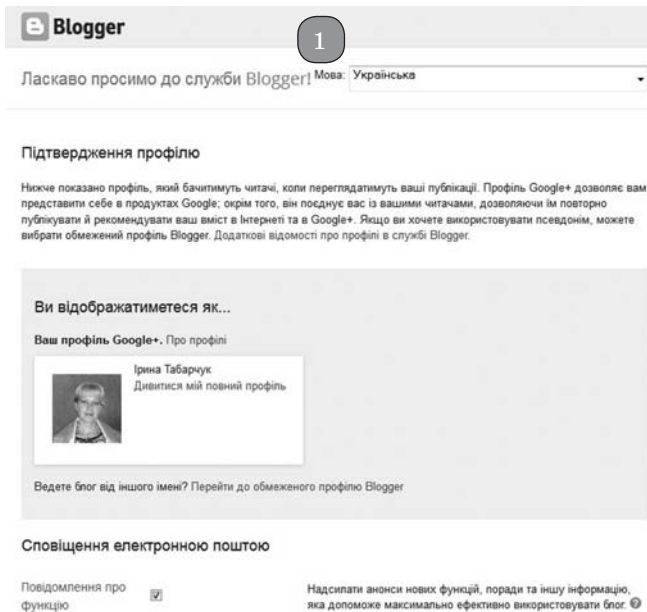 Blogger
1
Ласкаво просимо до служби Blogger! Мова: Українська
Підтвердження профілю
Нижче показано профіль, який бачитимуть читачі, коли переглядатимуть ваші публікації. Профіль Google+ дозволяє вам
представити себе в продуктах Google; окрім того, він поєднує вас із вашими читачами, дозволяючи їм повторно
публікувати й рекомендувати ваш вміст в Інтернеті та в Google+. Якщо ви хочете використовувати псевдонім, можете
вибрати обмежений профіль Blogger. Додаткові відомості про профілі в службі Blogger.
Ви відображатиметеся як...
Ваш профіль Google+. Про профілі
Ірина Табарчук
Дивитися мій повний профіль
Ведете блог від іншого імені? Перейти до обмеженого профілю Blogger
Сповіщення електронною поштою
Повідомлення про
функцію
Надсилати анонси нових функцій, поради та іншу інформацію,
яка допоможе максимально ефективно використовувати блог. ?